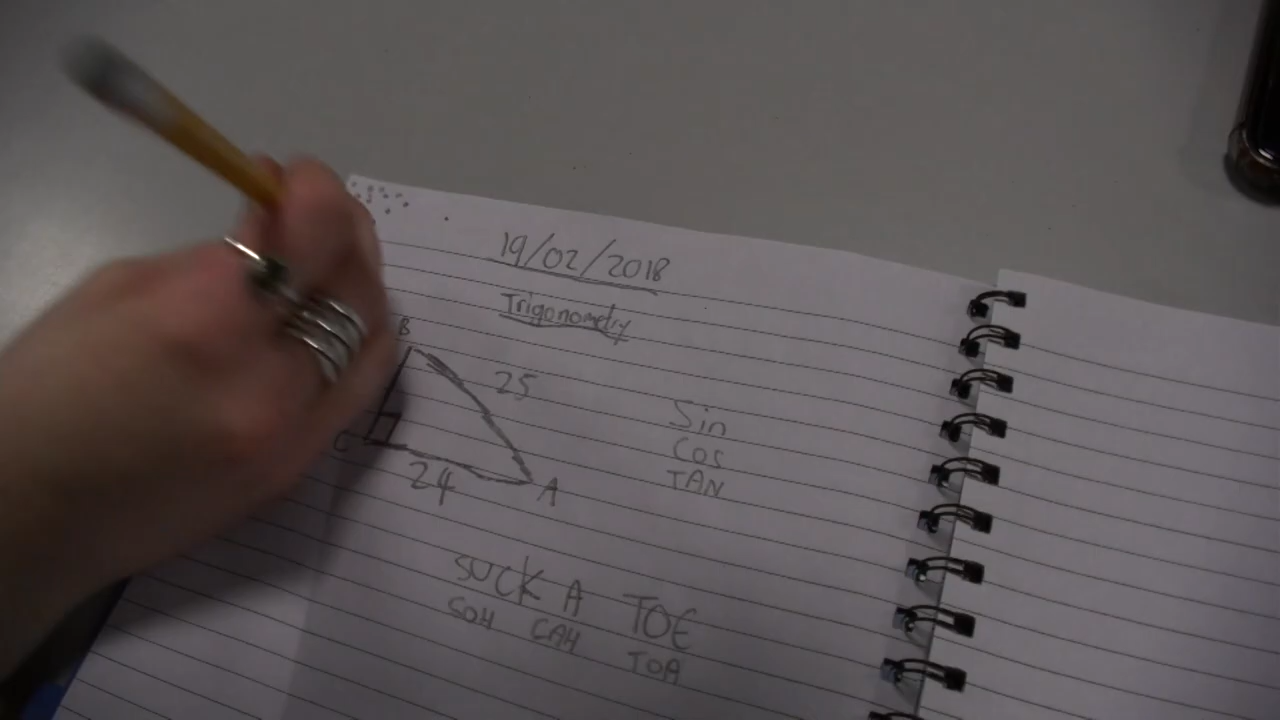 19/02/2018
Trigonometry
B
25
C
24
A
Sin
Cos
TAN
SUCK A TOE
SOH CAH TOA